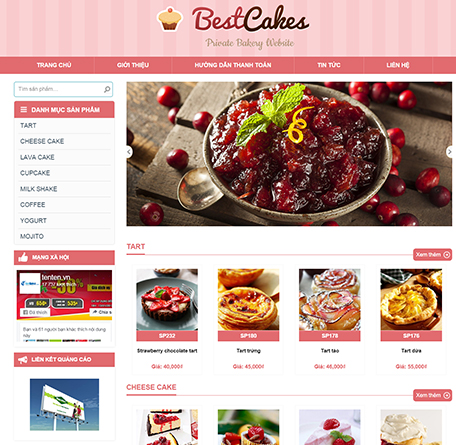 BestCakes
Private Bakery Website
TRANG CHỦ
GIỚI THIỆU
HƯỚNG DẪN THANH TOÁN
TIN TỨC
LIÊN HỆ
Tìm sản phẩm...
DANH MỤC SẢN PHẨM
TART
CHEESE CAKE
LAVA CAKE
CUPCAKE
MILK SHAKE
COFFEE
YOGURT
MOJITO
MẠNG XÃ HỘI
tenten.vn
Đã thích
Chia sẻ
Bạn và 61 người bạn khác thích nội dung này
LIÊN KẾT QUẢNG CÁO
TART
Xem thêm
SP232
SP180
SP178
SP176
Strawberry chocolate tart
Tart trứng
Tart táo
Tart dứa
Giá: 40,000₫
Giá: 45,000₫
Giá: 46,000₫
Giá: 55,000₫
CHEESE CAKE
Xem thêm